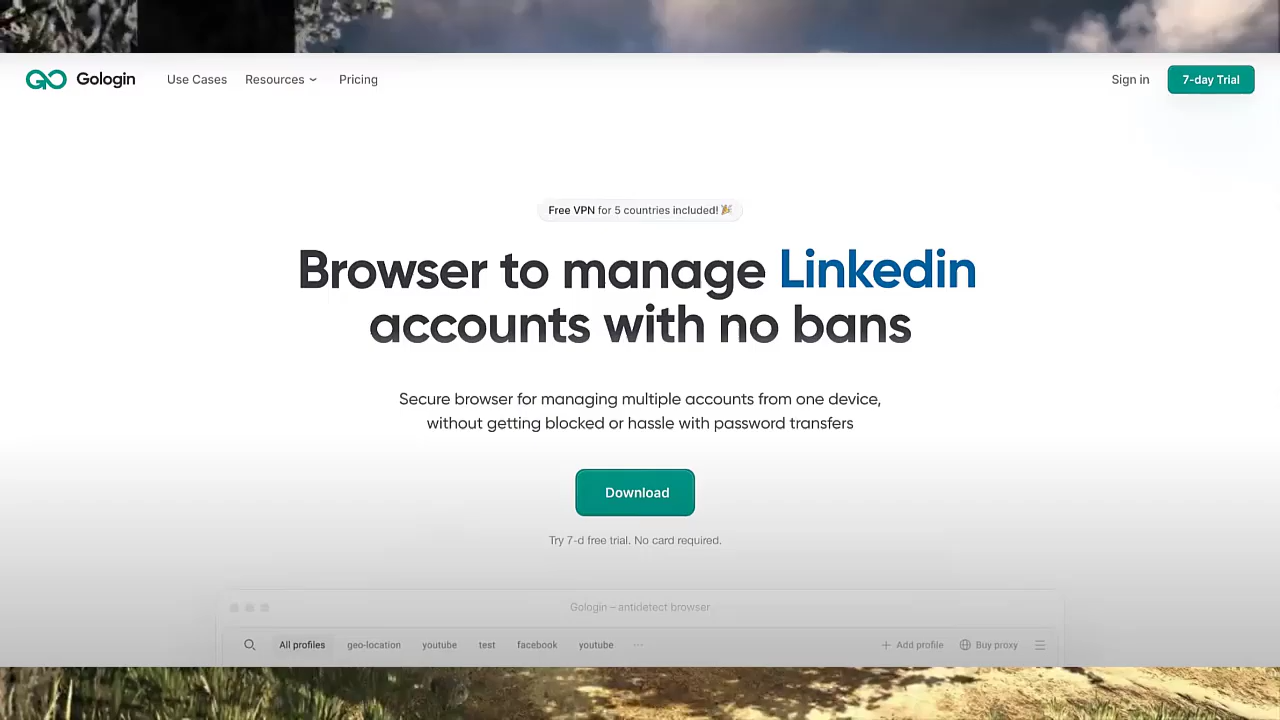 Gologin
Use Cases
Resources
Pricing
Sign in
7-day Trial
Free VPN for 5 countries included!
Browser to manage Linkedin
accounts with no bans
Secure browser for managing multiple accounts from one device,
without getting blocked or hassle with password transfers
Download
Try 7-d free trial. No card required.
Gologin – antidetect browser
All profiles
geo-location
youtube
test
facebook
youtube
...
+ Add profile
Buy proxy